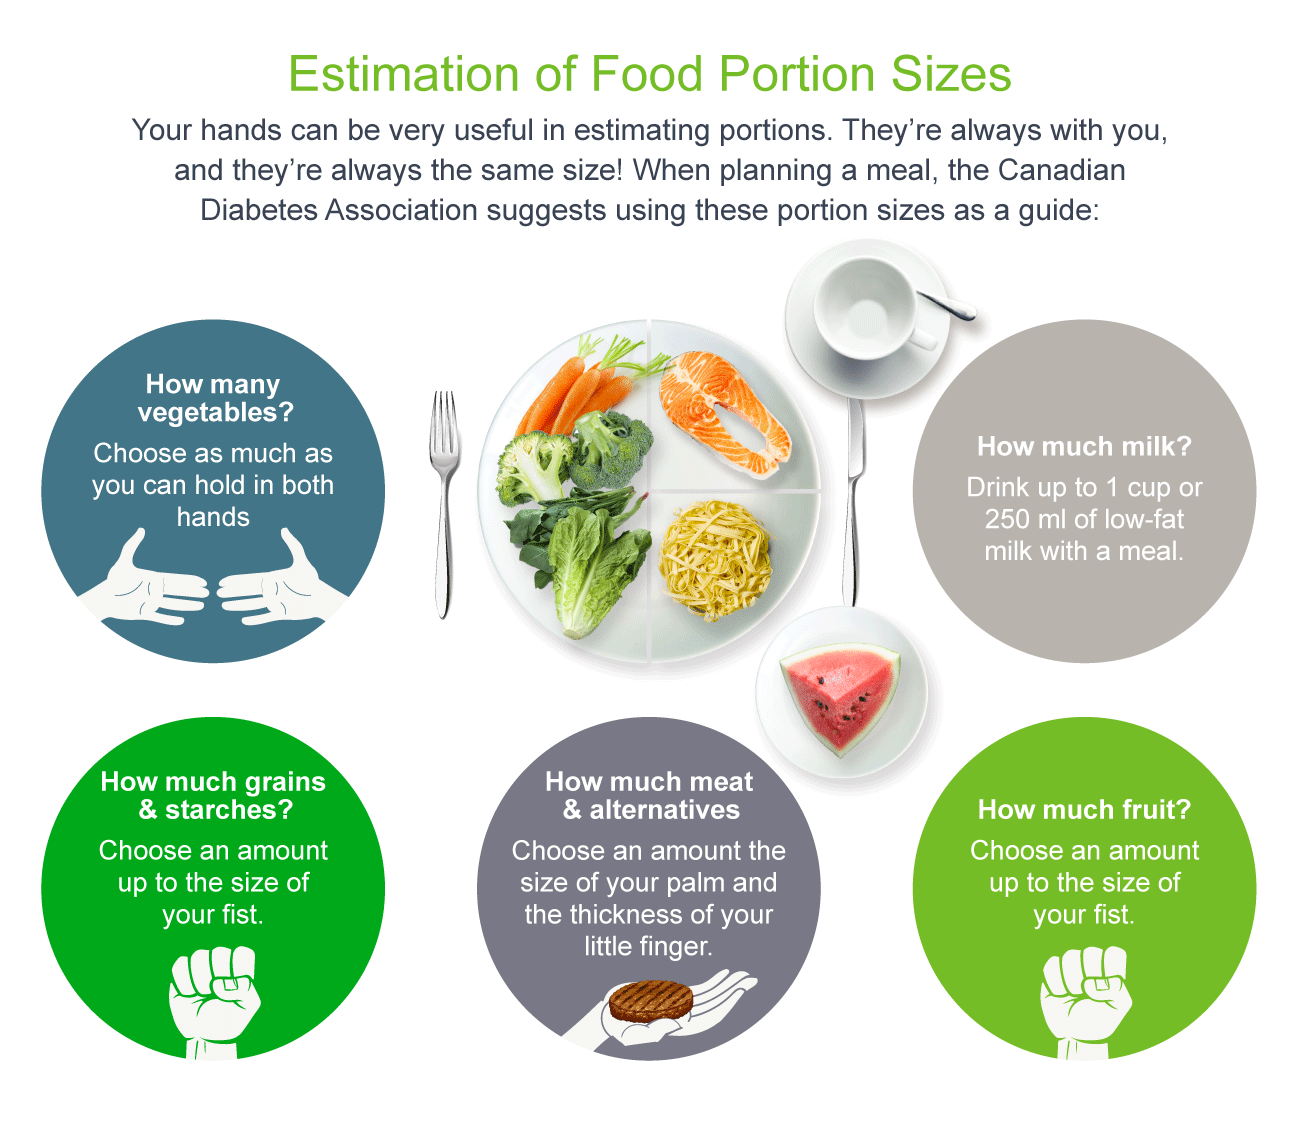 Estimation of Food Portion Sizes
Your hands can be very useful in estimating portions. They’re always with you,
and they’re always the same size! When planning a meal, the Canadian
Diabetes Association suggests using these portion sizes as a guide:
How many
vegetables?
Choose as much as
you can hold in both
hands
How much milk?
Drink up to 1 cup or
250 ml of low-fat
milk with a meal.
How much grains
& starches?
Choose an amount
up to the size of
your fist.
How much meat
& alternatives
Choose an amount the
size of your palm and
the thickness of your
little finger.
How much fruit?
Choose an amount
up to the size of
your fist.